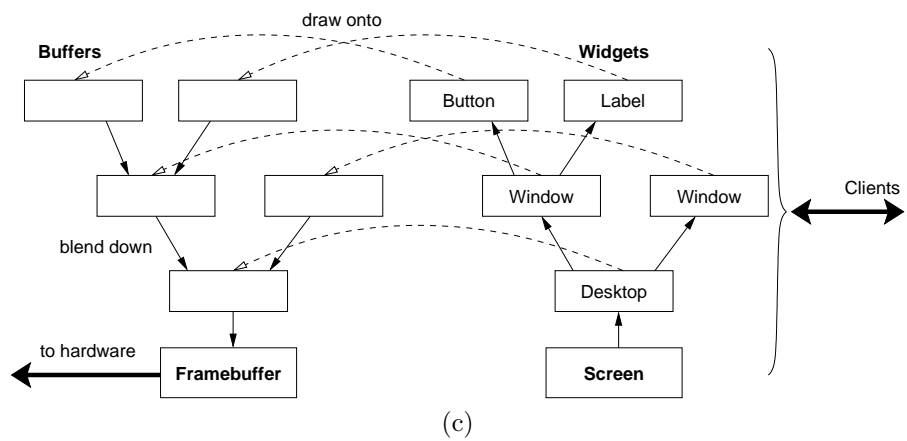 draw onto
Buffers
Widgets
Button
Label
Window
Window
Clients
blend down
Desktop
to hardware
Framebuffer
Screen
(c)